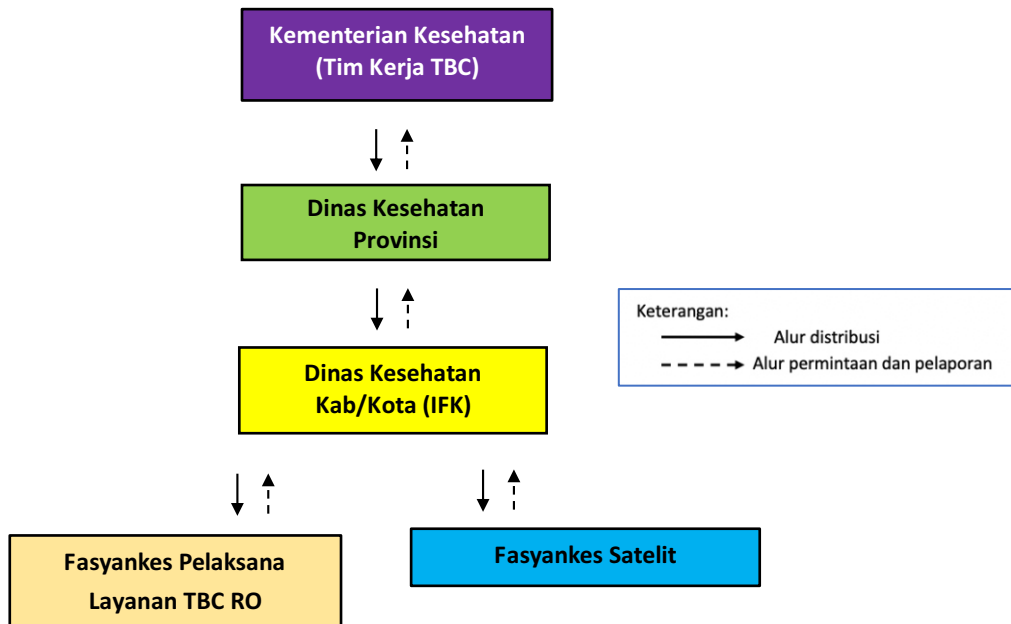 Kementerian Kesehatan
(Tim Kerja TBC)
Dinas Kesehatan
Provinsi
Keterangan:
Alur distribusi
Alur permintaan dan pelaporan
Dinas Kesehatan
Kab/Kota (IFK)
Fasyankes Pelaksana
Layanan TBC RO
Fasyankes Satelit